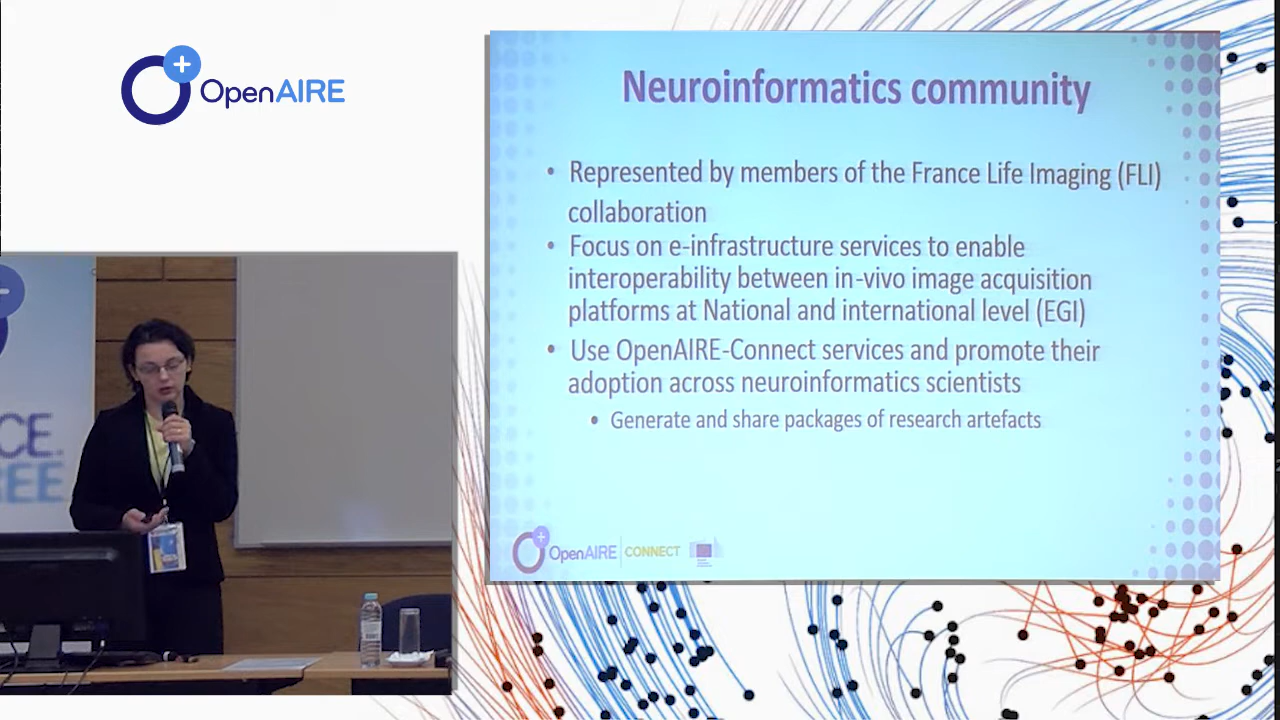 OpenAIRE
Neuroinformatics community
• Represented by members of the France Life Imaging (FLI)
collaboration
• Focus on e-infrastructure services to enable
interoperability between in-vivo image acquisition
platforms at National and international level (EGI)
• Use OpenAIRE-Connect services and promote their
adoption across neuroinformatics scientists
• Generate and share packages of research artefacts
OpenAIRE CONNECT
CE.
REE